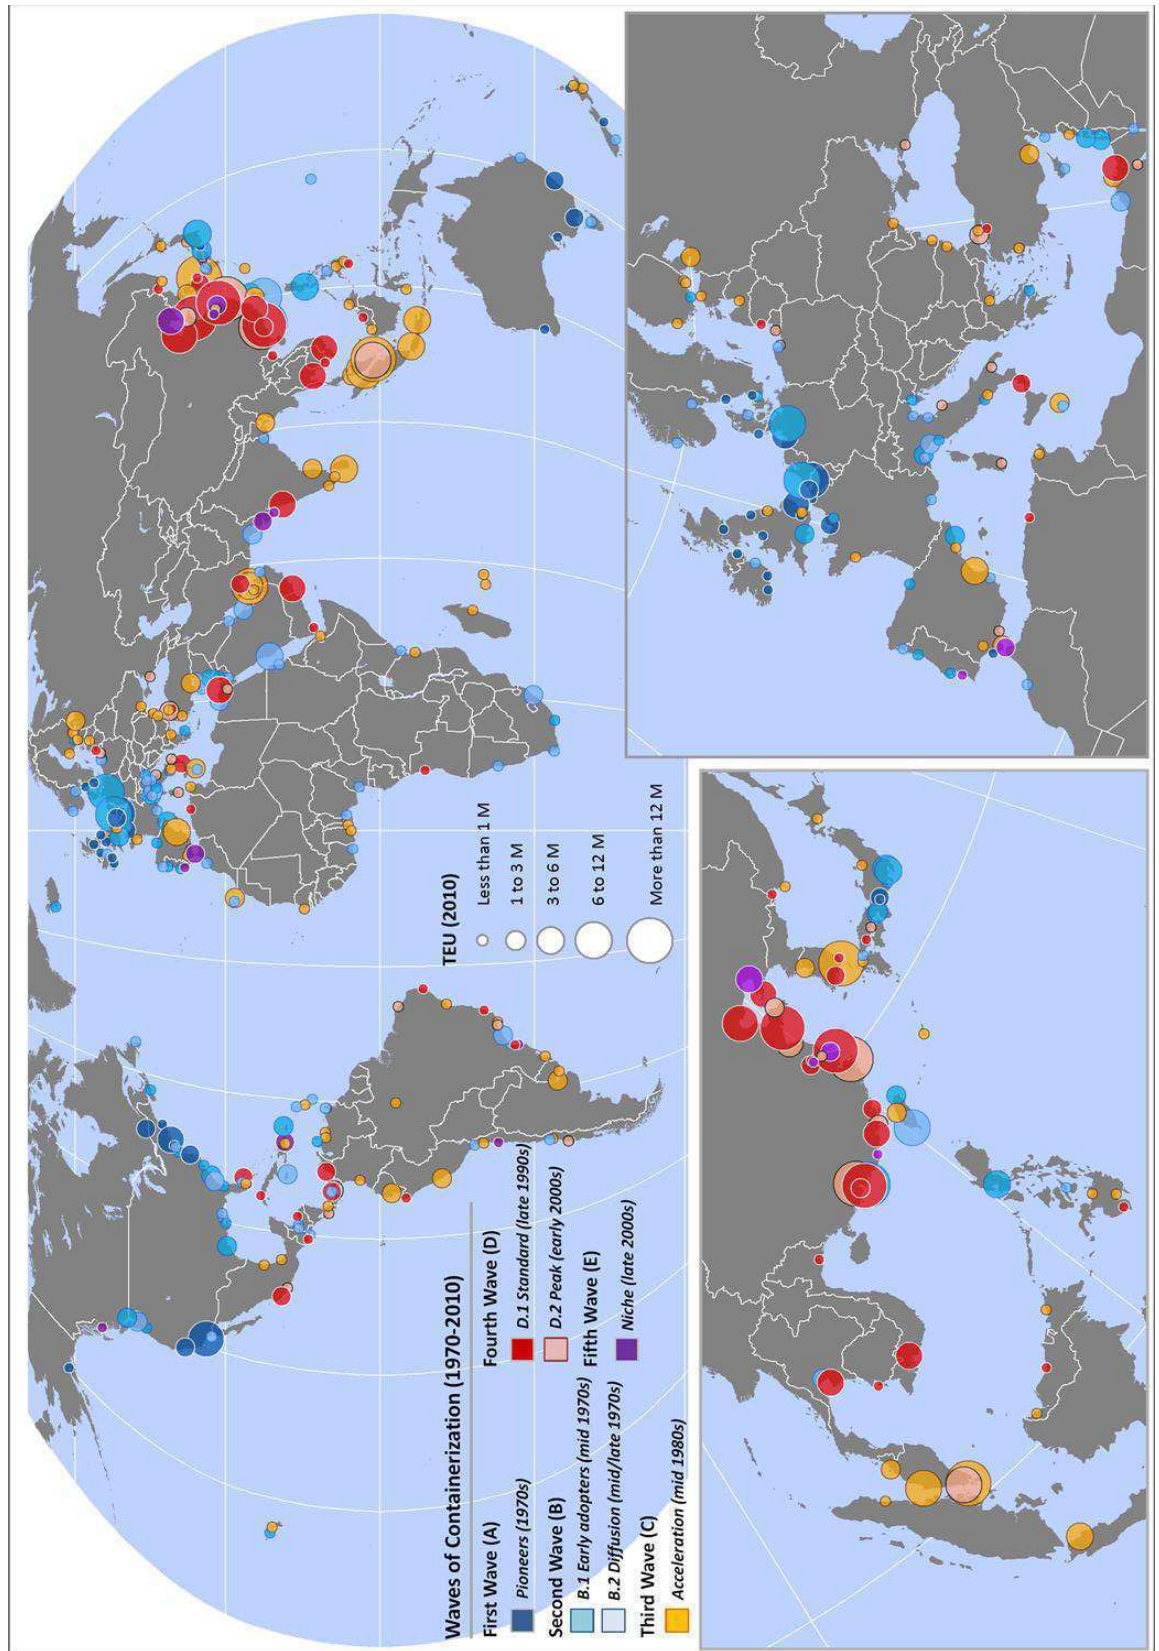 Waves of Containerization (1970-2010)
First Wave (A)
Pioneers (1970s)
Second Wave (B)
B.1 Early adopters (mid 1970s)
B.2 Diffusion (mid/late 1970s)
Third Wave (C)
Acceleration (mid 1980s)
Fourth Wave (D)
D.1 Standard (late 1990s)
D.2 Peak (early 2000s)
Fifth Wave (E)
Niche (late 2000s)
TEU (2010)
Less than 1 M
1 to 3 M
3 to 6 M
6 to 12 M
More than 12 M